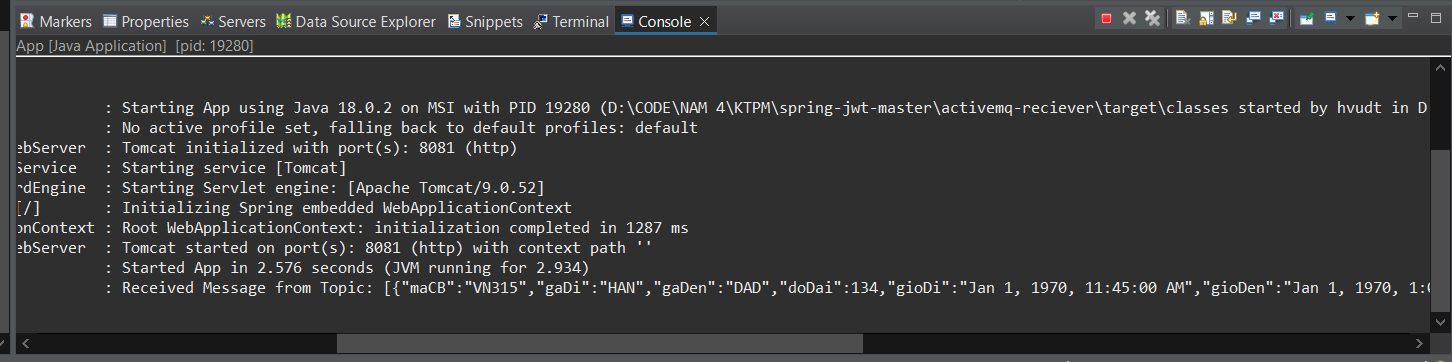 Markers Properties Servers Data Source Explorer Snippets Terminal Console
App [Java Application] [pid: 19280]
: Starting App using Java 18.0.2 on MSI with PID 19280 (D:\CODE\NAM 4\KTPM\spring-jwt-master\activemq-reciever\target\classes started by hvudt in D
: No active profile set, falling back to default profiles: default
ebServer : Tomcat initialized with port(s): 8081 (http)
Service : Starting service [Tomcat]
rdEngine : Starting Servlet engine: [Apache Tomcat/9.0.52]
[/] : Initializing Spring embedded WebApplicationContext
onContext : Root WebApplicationContext: initialization completed in 1287 ms
ebServer : Tomcat started on port(s): 8081 (http) with context path ''
: Started App in 2.576 seconds (JVM running for 2.934)
: Received Message from Topic: [{"maCB":"VN315","gaDi":"HAN","gaDen":"DAD","doDai":134,"gioDi":"Jan 1, 1970, 11:45:00 AM","gioDen":"Jan 1, 1970, 1: